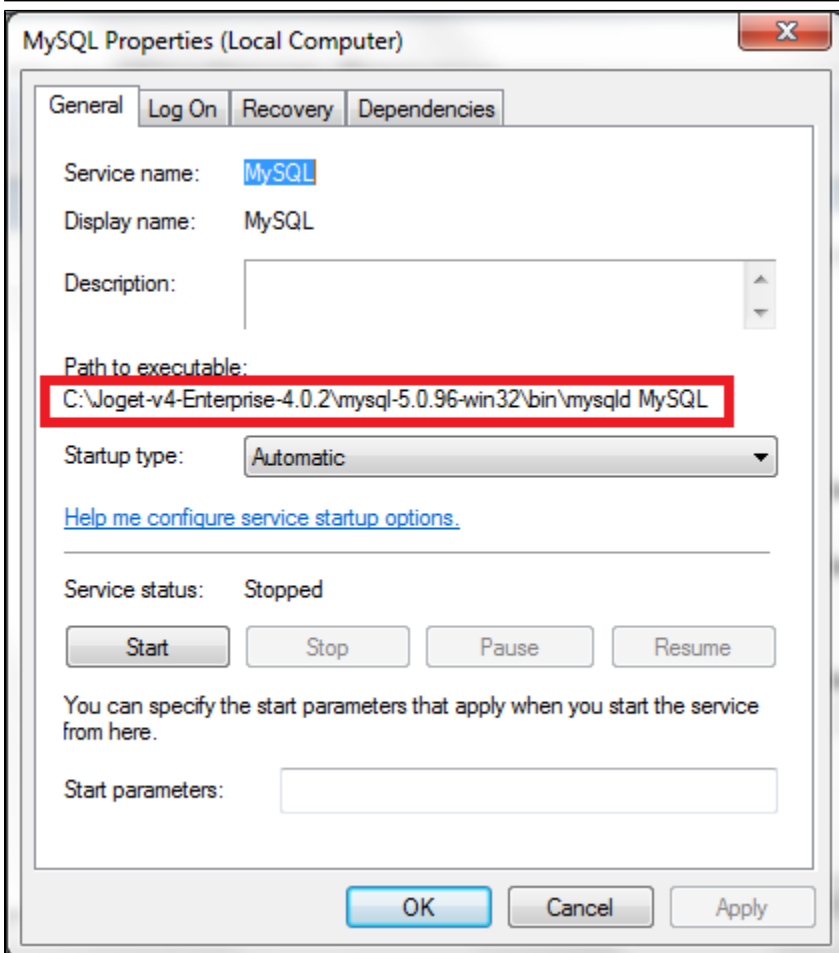 MySQL Properties (Local Computer)
General Log On Recovery Dependencies
Service name: MySQL
Display name: MySQL
Description:
Path to executable:
C:\Joget-v4-Enterprise-4.0.2\mysql-5.0.96-win32\bin\mysqld MySQL
Startup type: Automatic
Help me configure service startup options.
Service status: Stopped
Start Stop Pause Resume
You can specify the start parameters that apply when you start the service
from here.
Start parameters:
OK Cancel Apply